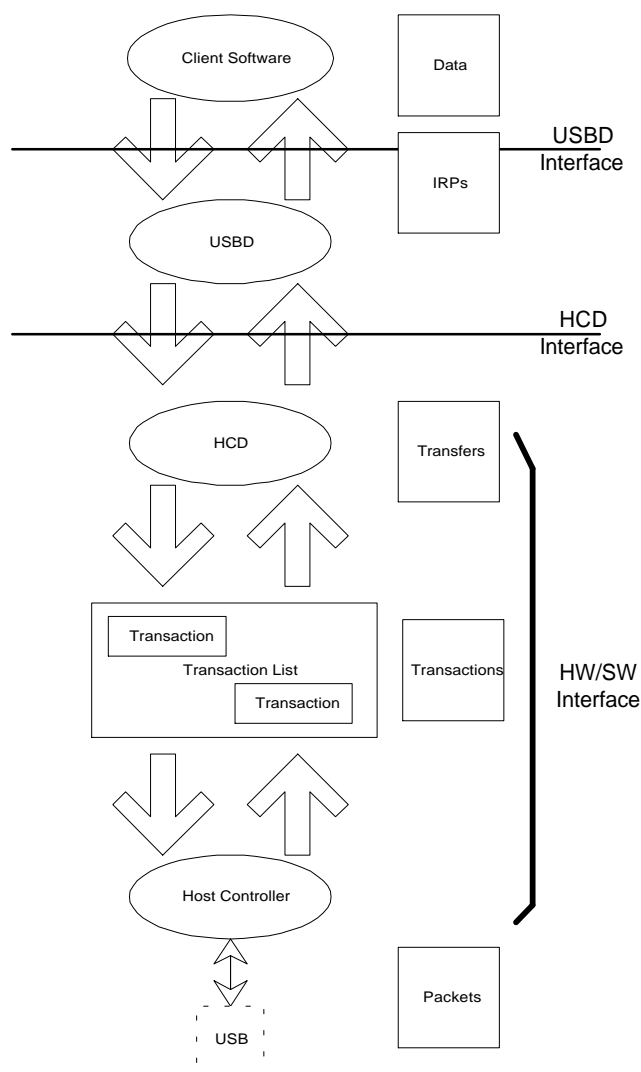 Client Software
Data
USBD
Interface
IRPs
USBD
HCD
Interface
HCD
Transfers
Transaction
Transaction List
Transaction
Transactions
HW/SW
Interface
Host Controller
Packets
USB